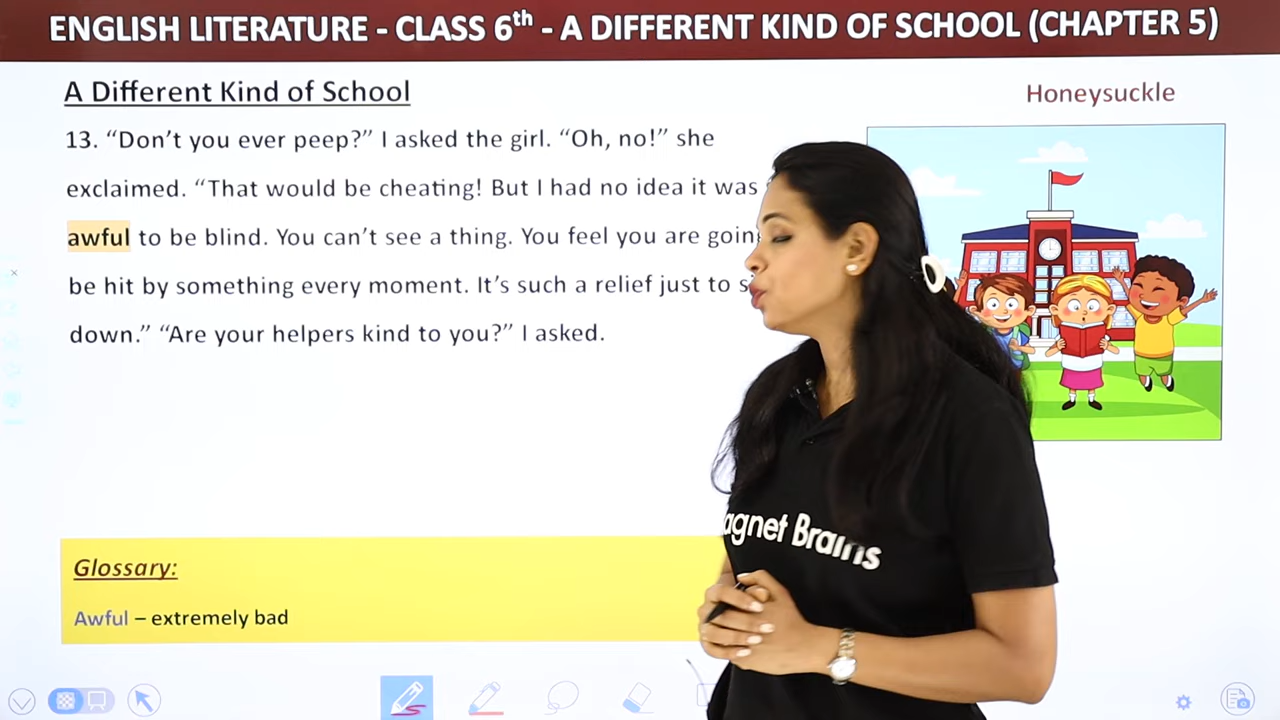 ENGLISH LITERATURE - CLASS 6th - A DIFFERENT KIND OF SCHOOL (CHAPTER 5)
A Different Kind of School
Honeysuckle
13. “Don’t you ever peep?” I asked the girl. “Oh, no!” she
exclaimed. “That would be cheating! But I had no idea it was
awful to be blind. You can’t see a thing. You feel you are
be hit by something every moment. It’s such a relief just to
down.” “Are your helpers kind to you?” I asked.
agnet Brains
Glossary:
Awful – extremely bad